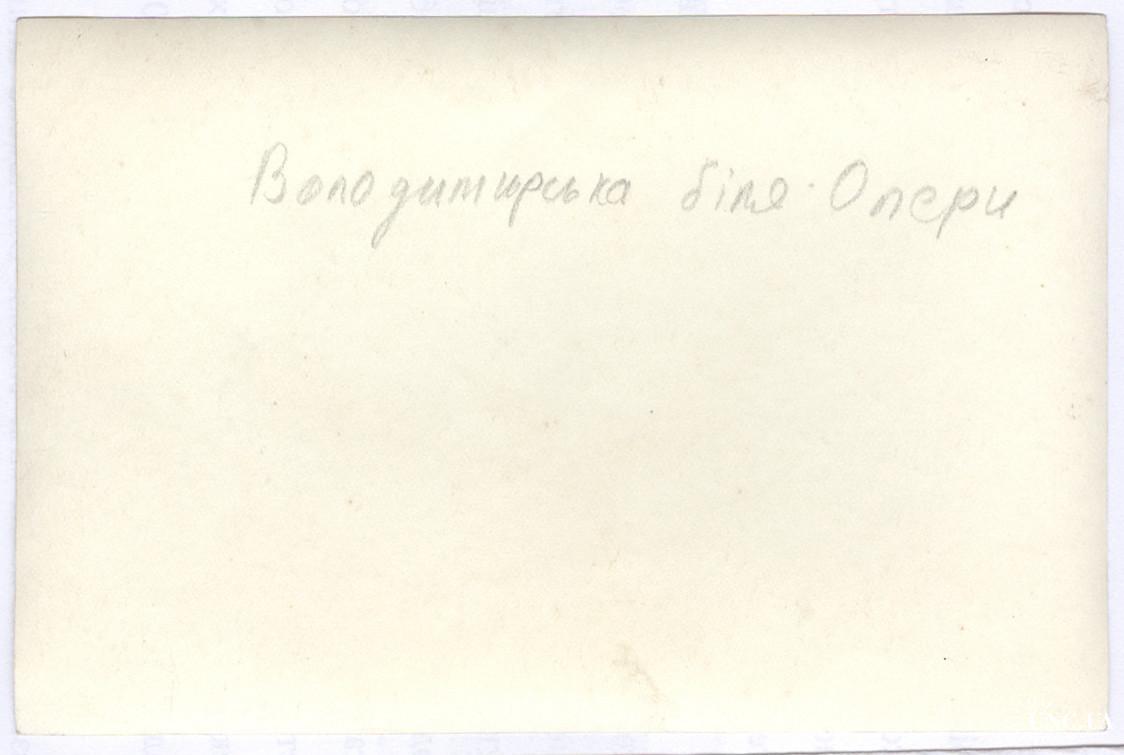 Володимирська біля Опери